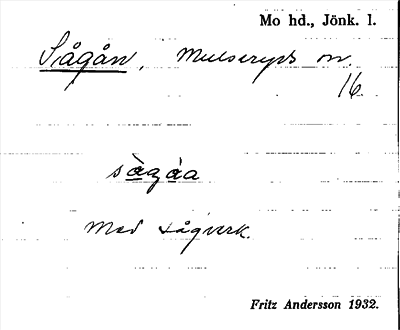 Mo hd., Jönk. l.
Sågån, Mulseryds sn.
16
sågåa
Med sågverk.
Fritz Andersson 1932.